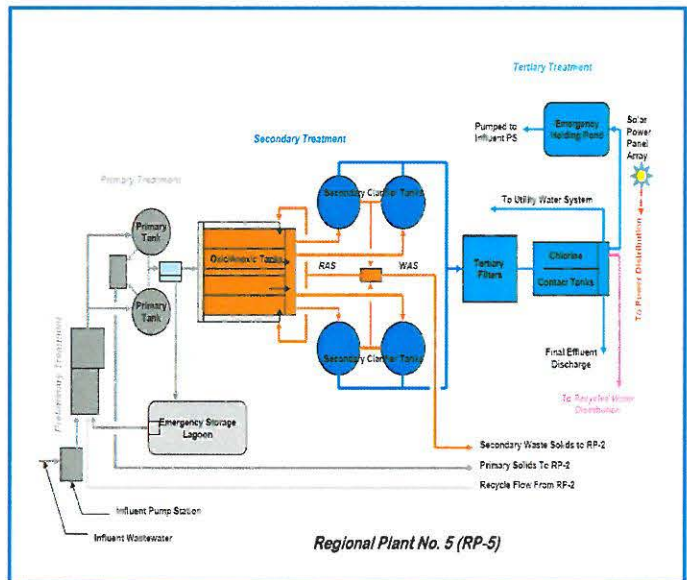 Tertiary Treatment
Pumped to
Influent PS
Emergency
Holding Pond
Solar
Power
Panel
Array
Secondary Treatment
To Utility Water System
Primary Treatment
Primary
Tank
Secondary Clarifier Tanks
Oxic/Anoxic Tanks
RAS
WAS
Tertiary
Filters
Chlorine
Contact Tanks
To Power Distribution
Primary
Tank
Secondary Clarifier Tanks
Final Effluent
Discharge
To Recycled Water
Distribution
Preliminary Treatment
Emergency Storage
Lagoon
Secondary Waste Solids to RP-2
Primary Solids To RP-2
Recycle Flow From RP-2
Influent Pump Station
Influent Wastewater
Regional Plant No. 5 (RP-5)